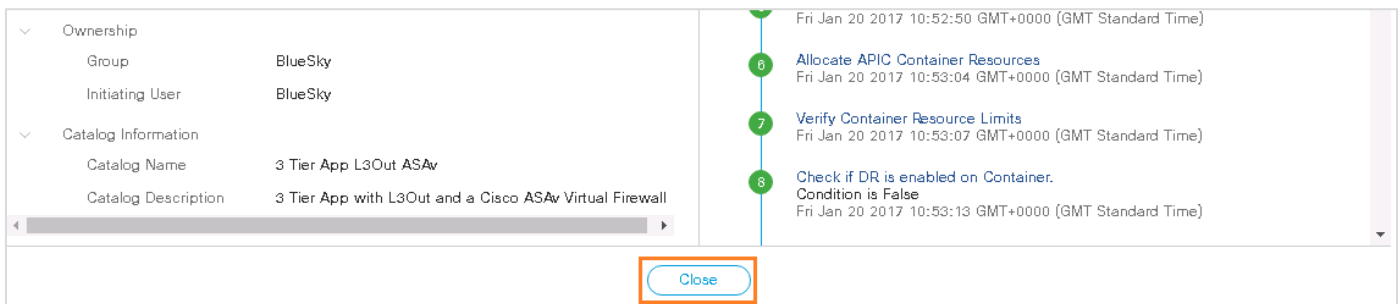 Ownership
Group BlueSky
Initiating User BlueSky
Catalog Information
Catalog Name 3 Tier App L3Out ASAv
Catalog Description 3 Tier App with L3Out and a Cisco ASAv Virtual Firewall
Fri Jan 20 2017 10:52:50 GMT+0000 (GMT Standard Time)
6 Allocate APIC Container Resources
Fri Jan 20 2017 10:53:04 GMT+0000 (GMT Standard Time)
7 Verify Container Resource Limits
Fri Jan 20 2017 10:53:07 GMT+0000 (GMT Standard Time)
8 Check if DR is enabled on Container.
Condition is False
Fri Jan 20 2017 10:53:13 GMT+0000 (GMT Standard Time)
Close